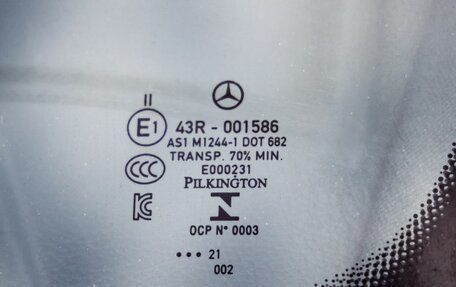 II
E1 43R - 001586
AS1 M1244-1 DOT 682
TRANSP. 70% MIN.
CCC E000231
PILKINGTON
KC N
OCP N° 0003
••• 21
002